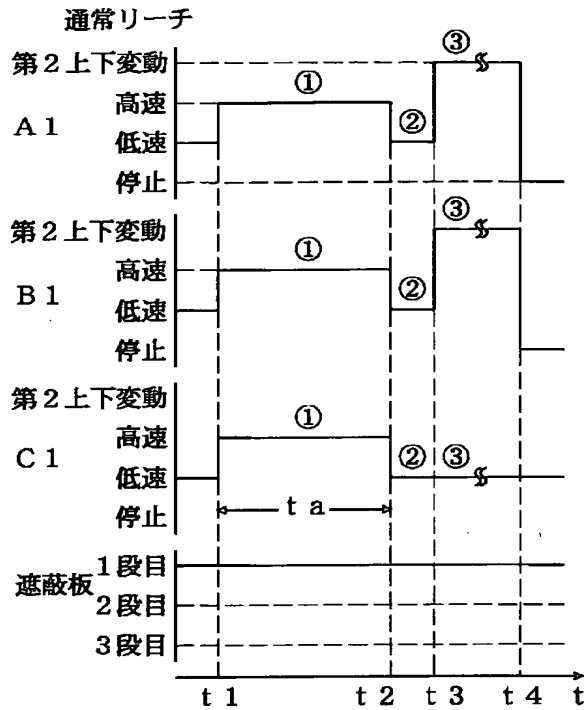 通常リーチ
第2上下変動
高速
A1
低速
停止
① ② ③
第2上下変動
高速
B1
低速
停止
① ② ③
第2上下変動
高速
C1
低速
停止
① ② ③
ta
遮蔽板
1段目
2段目
3段目
t1 t2 t3 t4 t